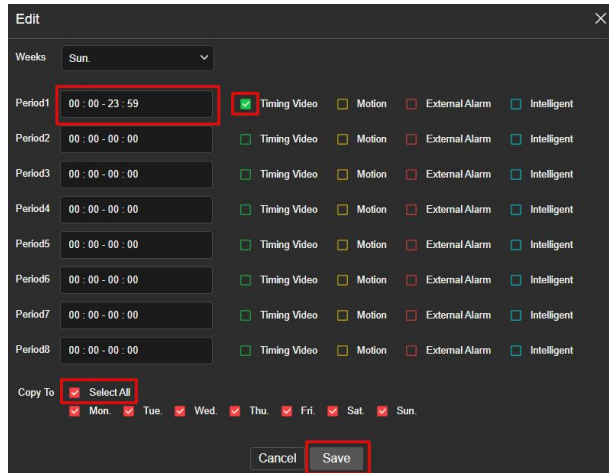 Edit
Weeks Sun.
Period1 00 : 00 - 23 : 59 Timing Video Motion External Alarm Intelligent
Period2 00 : 00 - 00 : 00 Timing Video Motion External Alarm Intelligent
Period3 00 : 00 - 00 : 00 Timing Video Motion External Alarm Intelligent
Period4 00 : 00 - 00 : 00 Timing Video Motion External Alarm Intelligent
Period5 00 : 00 - 00 : 00 Timing Video Motion External Alarm Intelligent
Period6 00 : 00 - 00 : 00 Timing Video Motion External Alarm Intelligent
Period7 00 : 00 - 00 : 00 Timing Video Motion External Alarm Intelligent
Period8 00 : 00 - 00 : 00 Timing Video Motion External Alarm Intelligent
Copy To Select All
Mon. Tue. Wed. Thu. Fri. Sat. Sun.
Cancel Save